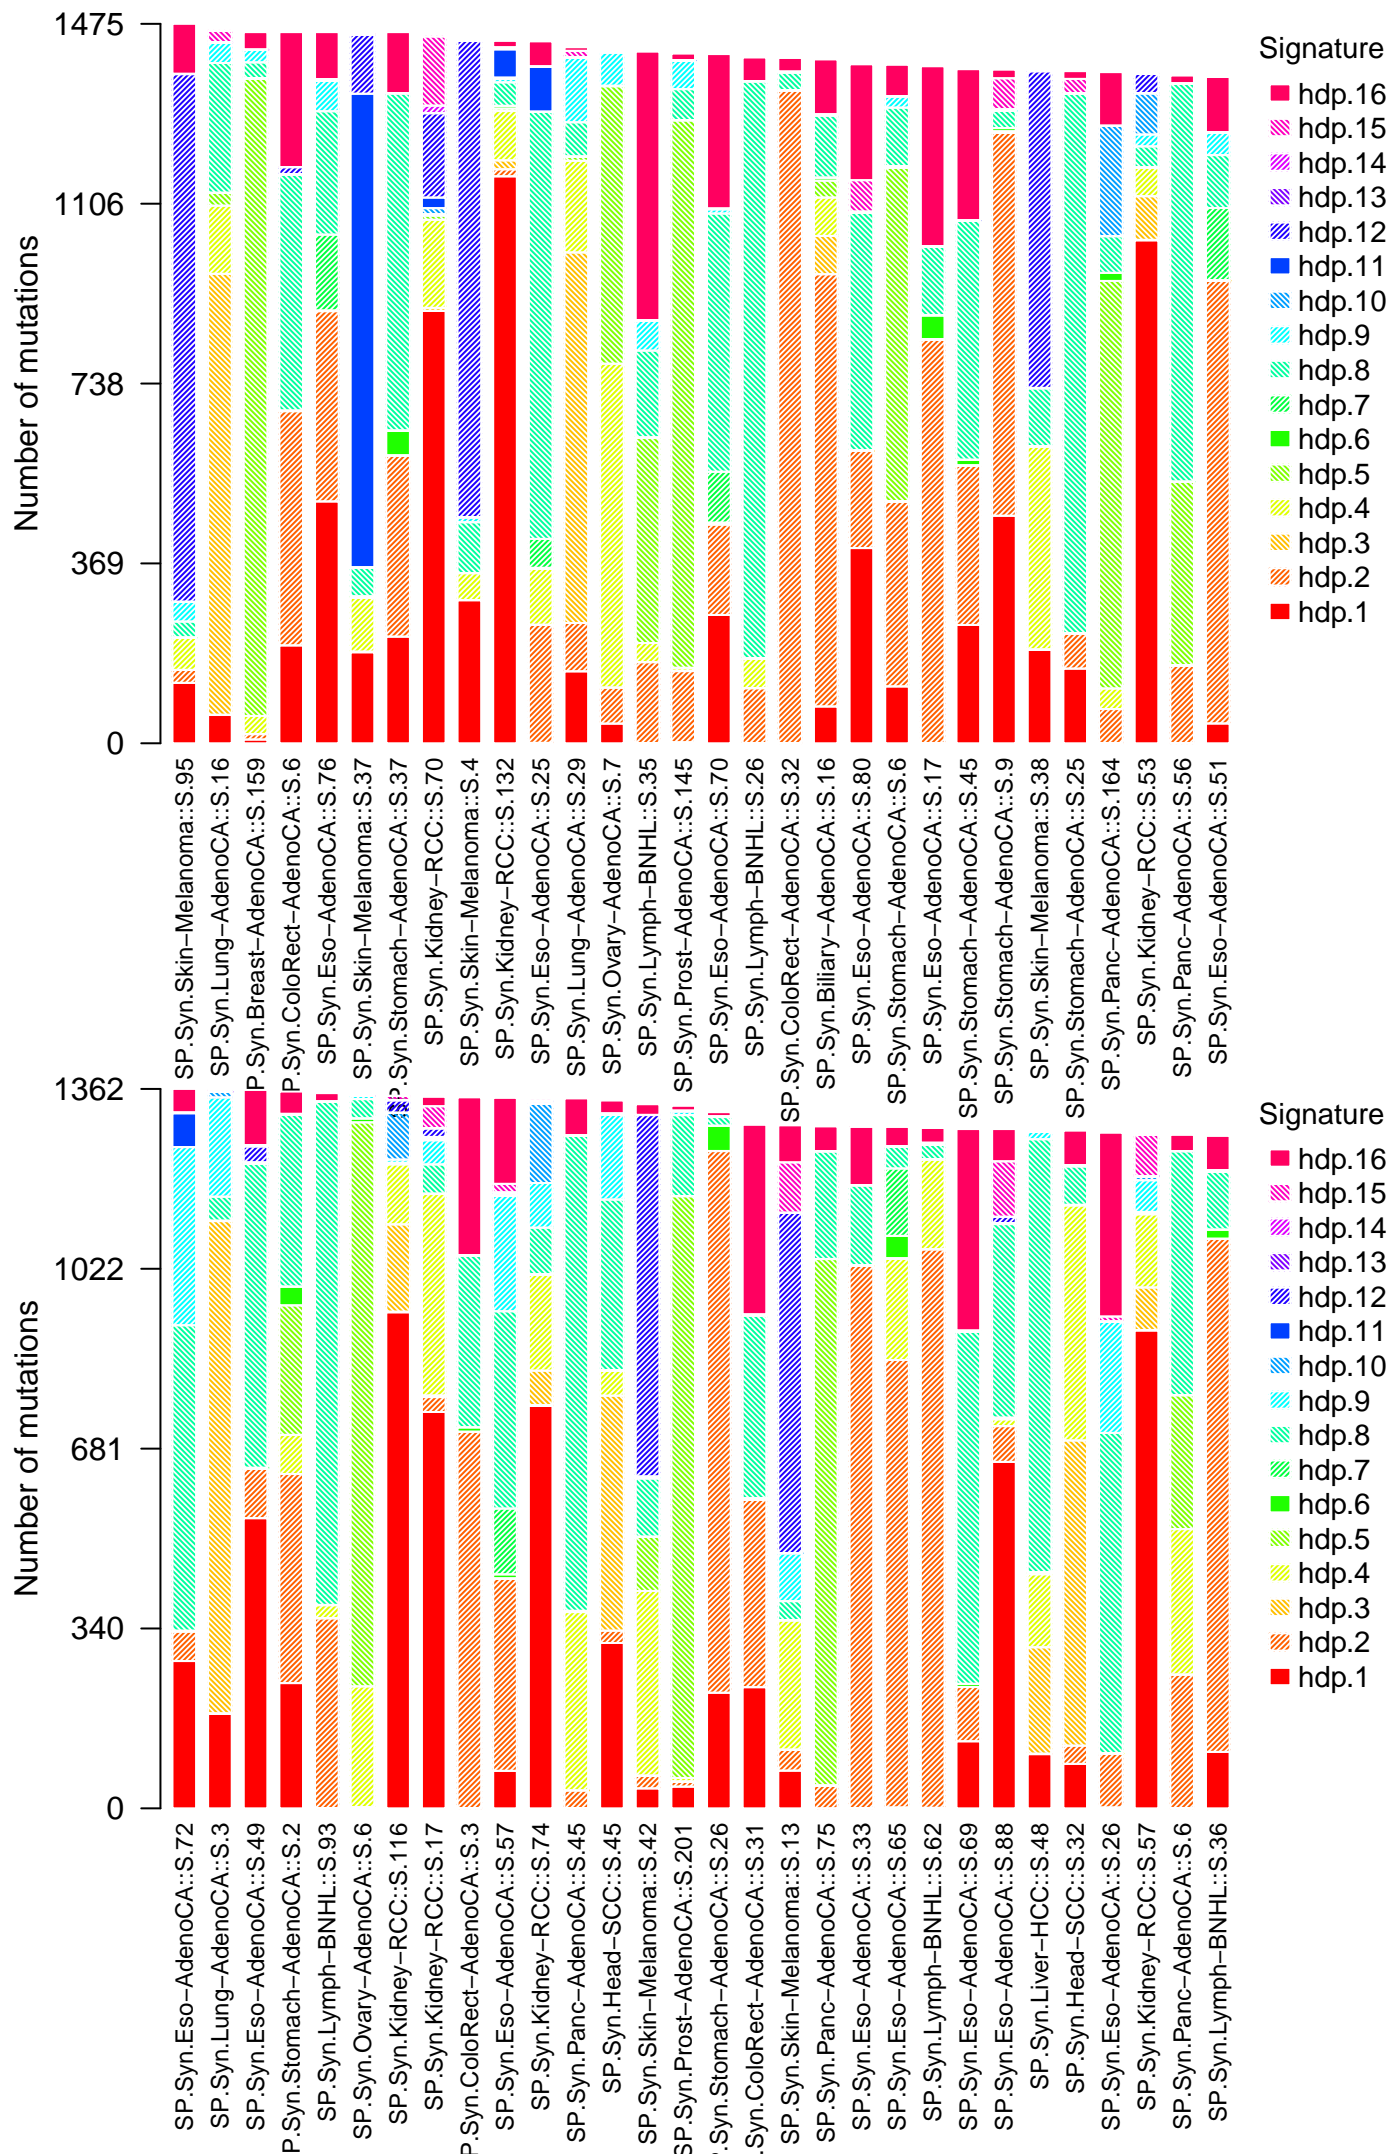 1475
1106
738
369
0
Number of mutations
Signature
hdp.16
hdp.15
hdp.14
hdp.13
hdp.12
hdp.11
hdp.10
hdp.9
hdp.8
hdp.7
hdp.6
hdp.5
hdp.4
hdp.3
hdp.2
hdp.1
SP.Syn.Skin−Melanoma::S.95
SP.Syn.Lung−AdenoCA::S.16
P.Syn.Breast−AdenoCA::S.159
P.Syn.ColoRect−AdenoCA::S.6
SP.Syn.Eso−AdenoCA::S.76
SP.Syn.Skin−Melanoma::S.37
P.Syn.Stomach−AdenoCA::S.37
SP.Syn.Kidney−RCC::S.70
SP.Syn.Skin−Melanoma::S.4
SP.Syn.Kidney−RCC::S.132
SP.Syn.Eso−AdenoCA::S.25
SP.Syn.Lung−AdenoCA::S.29
SP.Syn.Ovary−AdenoCA::S.7
SP.Syn.Lymph−BNHL::S.35
SP.Syn.Prost−AdenoCA::S.145
SP.Syn.Eso−AdenoCA::S.70
SP.Syn.Lymph−BNHL::S.26
SP.Syn.ColoRect−AdenoCA::S.32
SP.Syn.Biliary−AdenoCA::S.16
SP.Syn.Eso−AdenoCA::S.80
SP.Syn.Stomach−AdenoCA::S.6
SP.Syn.Eso−AdenoCA::S.17
SP.Syn.Stomach−AdenoCA::S.45
SP.Syn.Stomach−AdenoCA::S.9
SP.Syn.Skin−Melanoma::S.38
SP.Syn.Stomach−AdenoCA::S.25
SP.Syn.Panc−AdenoCA::S.164
SP.Syn.Kidney−RCC::S.53
SP.Syn.Panc−AdenoCA::S.56
SP.Syn.Eso−AdenoCA::S.51
1362
1022
681
340
0
Number of mutations
Signature
hdp.16
hdp.15
hdp.14
hdp.13
hdp.12
hdp.11
hdp.10
hdp.9
hdp.8
hdp.7
hdp.6
hdp.5
hdp.4
hdp.3
hdp.2
hdp.1
SP.Syn.Eso−AdenoCA::S.72
SP.Syn.Lung−AdenoCA::S.3
SP.Syn.Eso−AdenoCA::S.49
P.Syn.Stomach−AdenoCA::S.2
SP.Syn.Lymph−BNHL::S.93
SP.Syn.Ovary−AdenoCA::S.6
SP.Syn.Kidney−RCC::S.116
SP.Syn.Kidney−RCC::S.17
P.Syn.ColoRect−AdenoCA::S.3
SP.Syn.Eso−AdenoCA::S.57
SP.Syn.Kidney−RCC::S.74
SP.Syn.Panc−AdenoCA::S.45
SP.Syn.Head−SCC::S.45
SP.Syn.Skin−Melanoma::S.42
SP.Syn.Prost−AdenoCA::S.201
.Syn.Stomach−AdenoCA::S.26
.Syn.ColoRect−AdenoCA::S.31
SP.Syn.Skin−Melanoma::S.13
SP.Syn.Panc−AdenoCA::S.75
SP.Syn.Eso−AdenoCA::S.33
SP.Syn.Eso−AdenoCA::S.65
SP.Syn.Lymph−BNHL::S.62
SP.Syn.Eso−AdenoCA::S.69
SP.Syn.Eso−AdenoCA::S.88
SP.Syn.Liver−HCC::S.48
SP.Syn.Head−SCC::S.32
SP.Syn.Eso−AdenoCA::S.26
SP.Syn.Kidney−RCC::S.57
SP.Syn.Panc−AdenoCA::S.6
SP.Syn.Lymph−BNHL::S.36